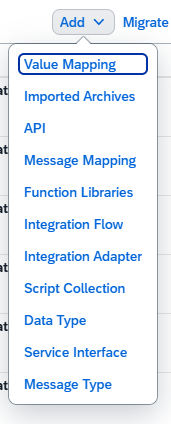 Add Migrate
Value Mapping
Imported Archives
API
Message Mapping
Function Libraries
Integration Flow
Integration Adapter
Script Collection
Data Type
Service Interface
Message Type